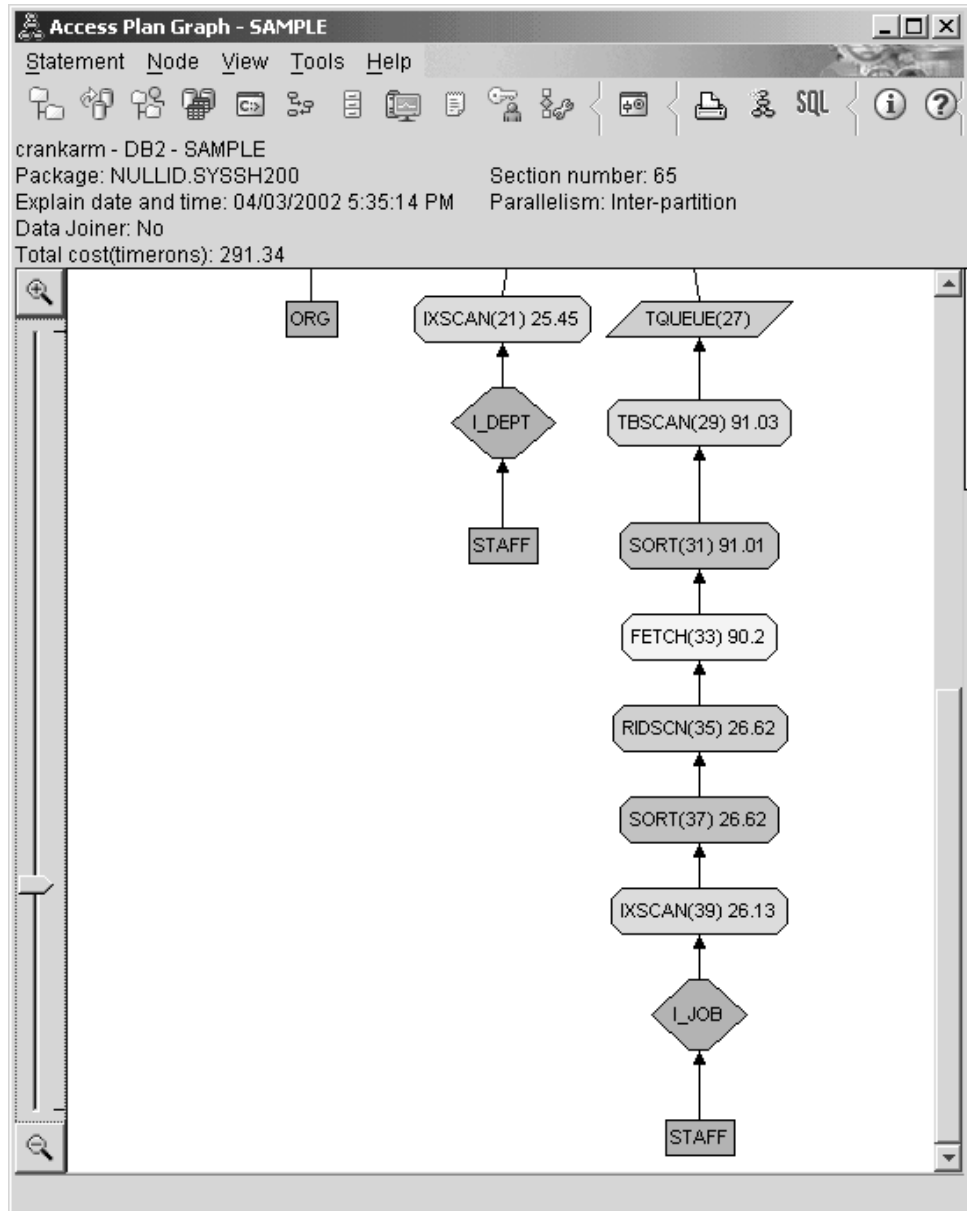 Access Plan Graph - SAMPLE
Statement Node View Tools Help
C:>
SQL
crankarm - DB2 - SAMPLE
Package: NULLID.SYSSH200 Section number: 65
Explain date and time: 04/03/2002 5:35:14 PM Parallelism: Inter-partition
Data Joiner: No
Total cost(timerons): 291.34
ORG
IXSCAN(21) 25.45
TQUEUE(27)
I_DEPT
TBSCAN(29) 91.03
STAFF
SORT(31) 91.01
FETCH(33) 90.2
RIDSCN(35) 26.62
SORT(37) 26.62
IXSCAN(39) 26.13
I_JOB
STAFF